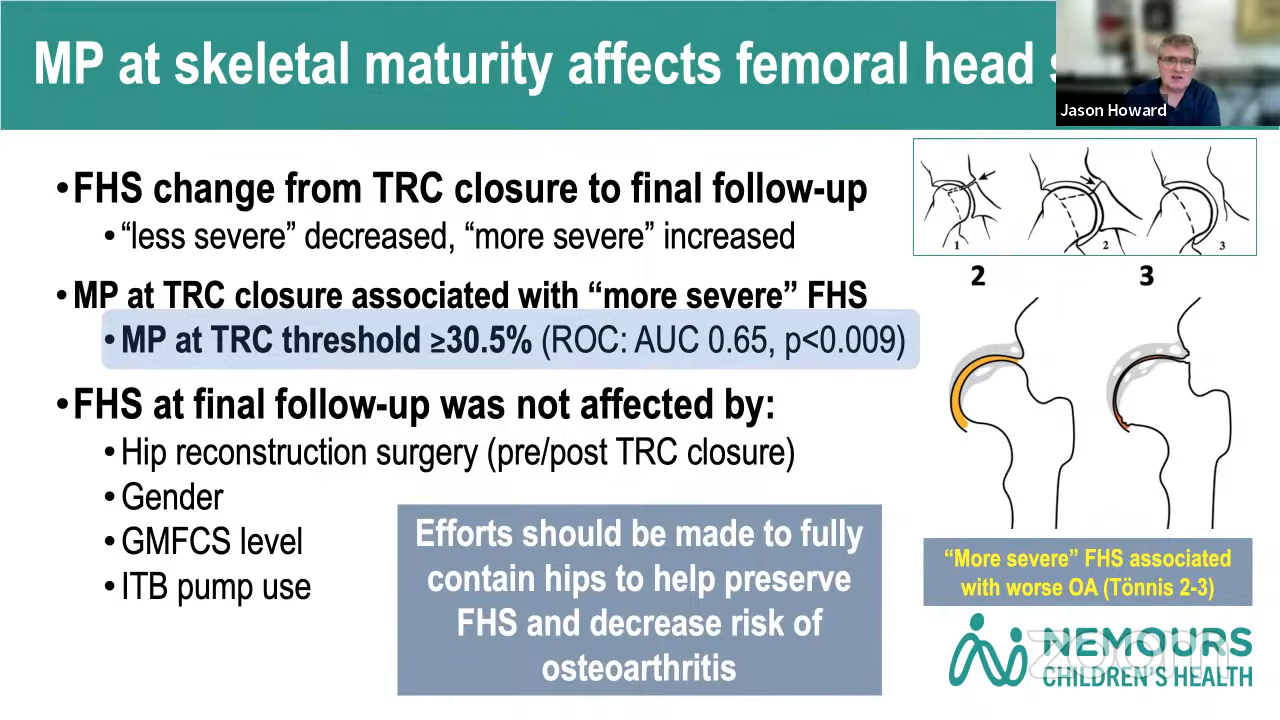 MP at skeletal maturity affects femoral head
Jason Howard
•FHS change from TRC closure to final follow-up
•“less severe” decreased, “more severe” increased
•MP at TRC closure associated with “more severe” FHS
•MP at TRC threshold ≥30.5% (ROC: AUC 0.65, p<0.009)
•FHS at final follow-up was not affected by:
•Hip reconstruction surgery (pre/post TRC closure)
•Gender
•GMFCS level
•ITB pump use
Efforts should be made to fully
contain hips to help preserve
FHS and decrease risk of
osteoarthritis
1 2 3
2 3
“More severe” FHS associated
with worse OA (Tönnis 2-3)
NEMOURS
CHILDREN'S HEALTH
zoom